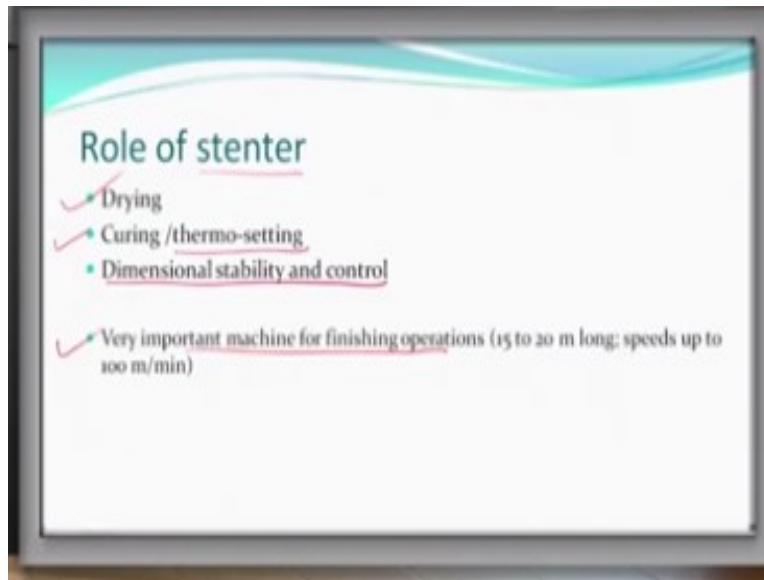 Role of stenter
• Drying
• Curing /thermo-setting
• Dimensional stability and control
• Very important machine for finishing operations (15 to 20 m long; speeds up to
100 m/min)